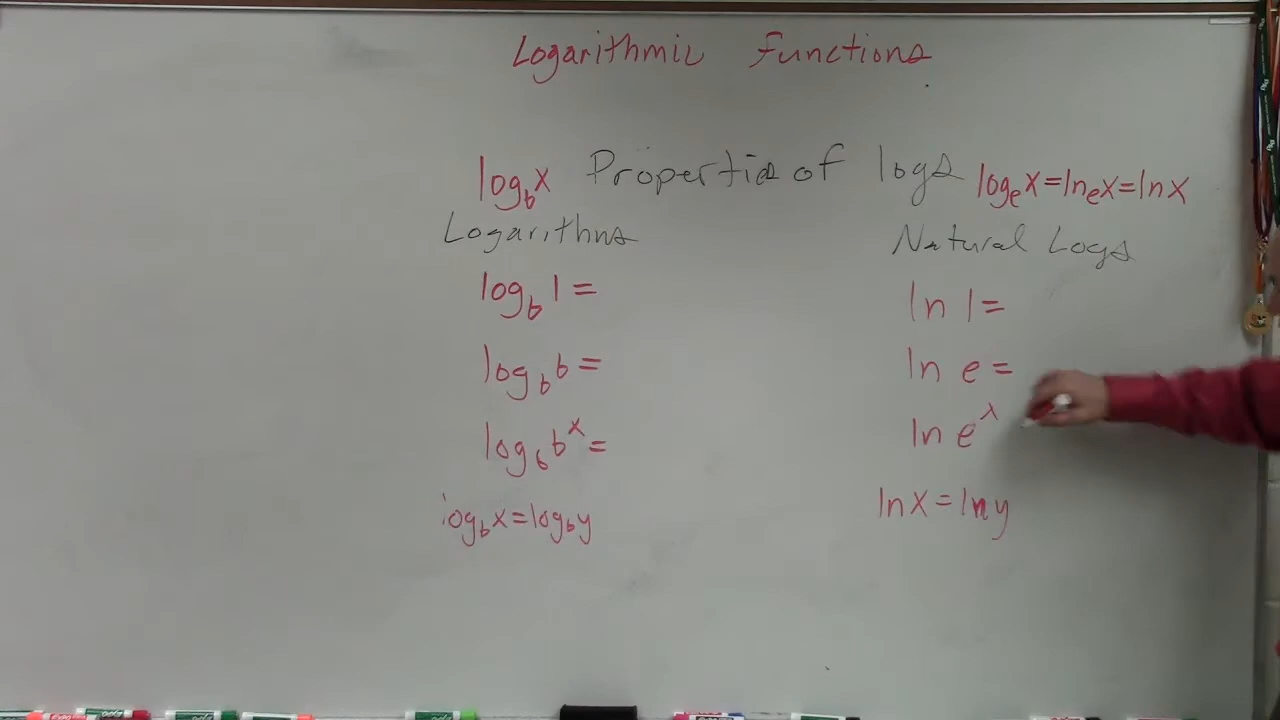 Logarithmic Functions
log_b x Properties of logs log_e x = ln_e x = ln x
Logarithms Natural Logs
log_b 1 = ln 1 =
log_b b = ln e =
log_b b^x = ln e^x
log_b x = log_b y ln x = ln y